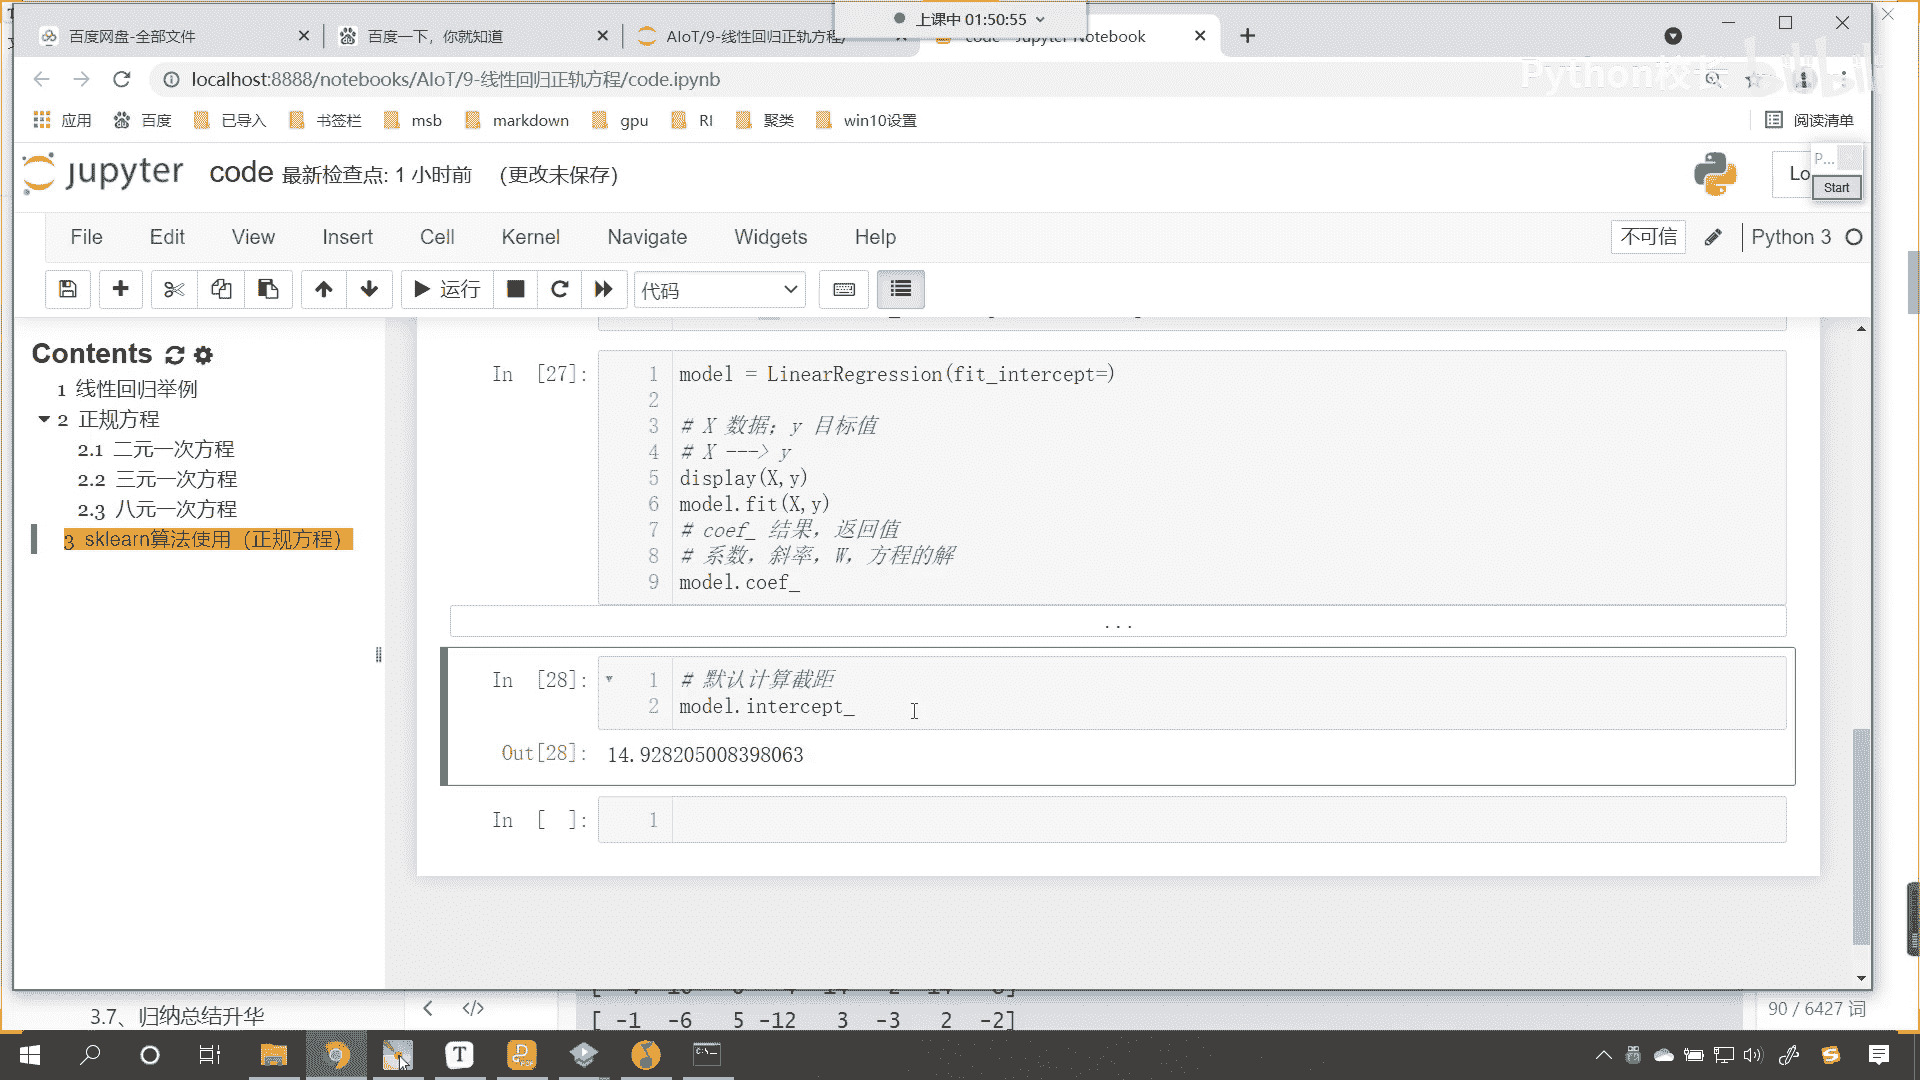 上课中 01:50:55
百度网盘-全部文件
百度一下，你就知道
AIoT/9-线性回归正轨方程/
code - Jupyter Notebook
localhost:8888/notebooks/AIoT/9-线性回归正轨方程/code.ipynb
Python校长
bilibili
应用 百度 已导入 书签栏 msb markdown gpu RI 聚类 win10设置 阅读清单
jupyter code 最新检查点: 1 小时前 (更改未保存)
Lo
P...
Start
File Edit View Insert Cell Kernel Navigate Widgets Help 不可信 Python 3
运行 代码
Contents
1 线性回归举例
2 正规方程
2.1 二元一次方程
2.2 三元一次方程
2.3 八元一次方程
3 sklearn算法使用（正规方程）
In [27]:
1 model = LinearRegression(fit_intercept=)
2
3 # X 数据；y 目标值
4 # X ---> y
5 display(X,y)
6 model.fit(X,y)
7 # coef_ 结果，返回值
8 # 系数，斜率，W，方程的解
9 model.coef_
...
In [28]:
1 # 默认计算截距
2 model.intercept_
Out[28]: 14.928205008398063
In [ ]:
1
3.7、归纳总结升华
</>
[ -1 -6 5 -12 3 -3 2 -2]
90 / 6427 词